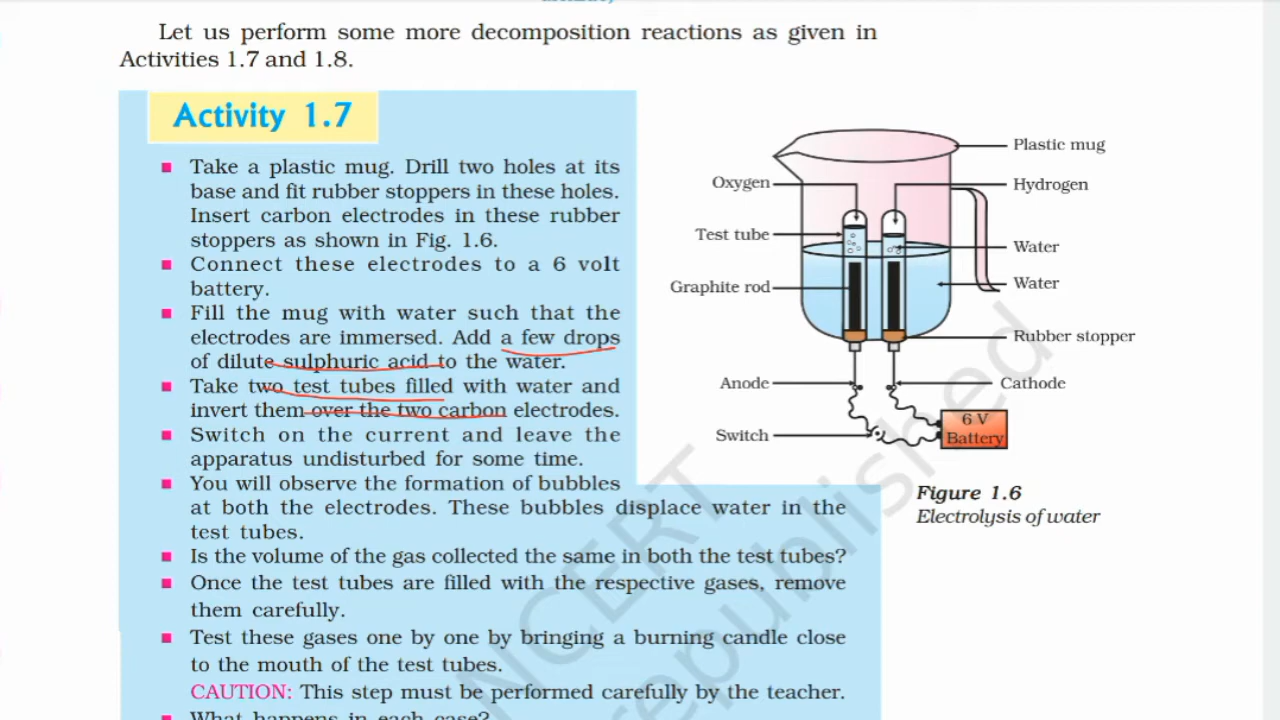 Let us perform some more decomposition reactions as given in
Activities 1.7 and 1.8.
Activity 1.7
■ Take a plastic mug. Drill two holes at its
base and fit rubber stoppers in these holes.
Insert carbon electrodes in these rubber
stoppers as shown in Fig. 1.6.
■ Connect these electrodes to a 6 volt
battery.
■ Fill the mug with water such that the
electrodes are immersed. Add a few drops
of dilute sulphuric acid to the water.
■ Take two test tubes filled with water and
invert them over the two carbon electrodes.
■ Switch on the current and leave the
apparatus undisturbed for some time.
■ You will observe the formation of bubbles
at both the electrodes. These bubbles displace water in the
test tubes.
■ Is the volume of the gas collected the same in both the test tubes?
■ Once the test tubes are filled with the respective gases, remove
them carefully.
■ Test these gases one by one by bringing a burning candle close
to the mouth of the test tubes.
CAUTION: This step must be performed carefully by the teacher.
■ What happens in each case?
Plastic mug
Oxygen
Hydrogen
Test tube
Water
Graphite rod
Water
Rubber stopper
Anode
Cathode
Switch
6 V
Battery
Figure 1.6
Electrolysis of water
NCERT
republished